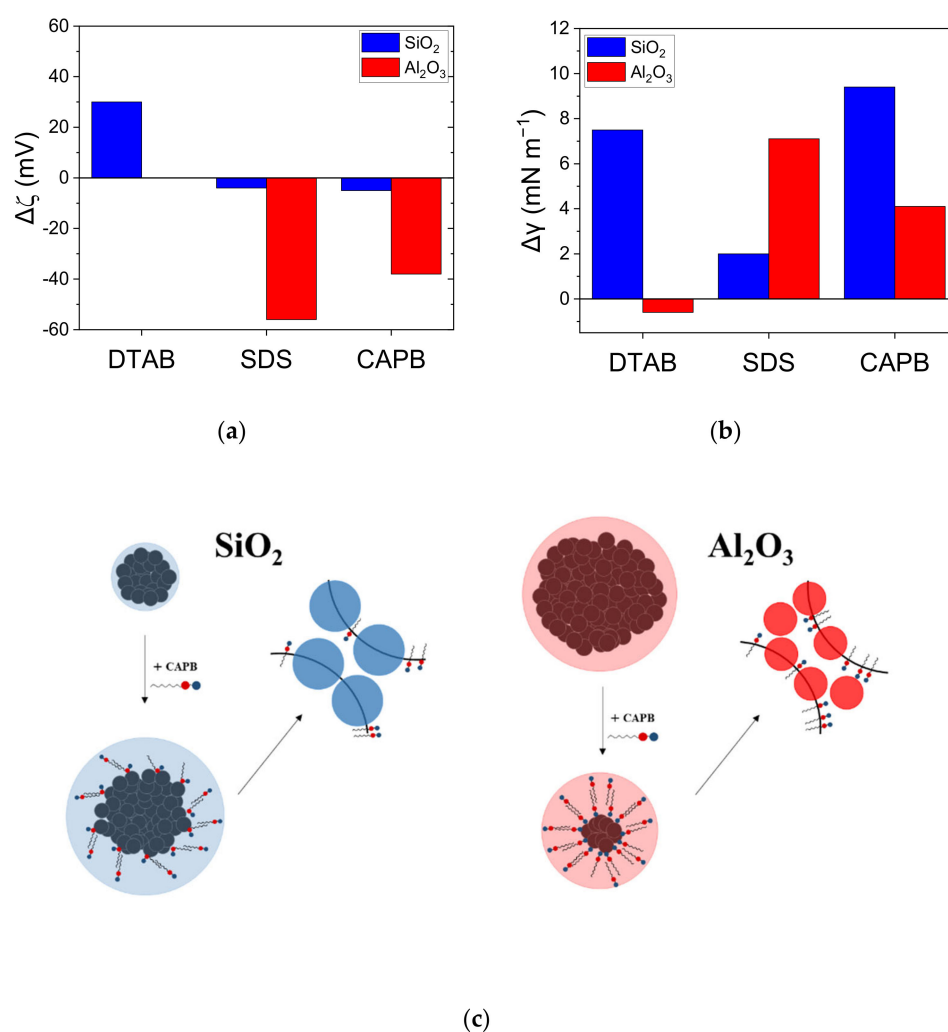 60
40
20
0
-20
-40
-60
Δζ (mV)
SiO₂
Al₂O₃
DTAB SDS CAPB
(a)
12
10
8
6
4
2
0
Δγ (mN m⁻¹)
SiO₂
Al₂O₃
DTAB SDS CAPB
(b)
SiO₂
+ CAPB
Al₂O₃
+ CAPB
(c)